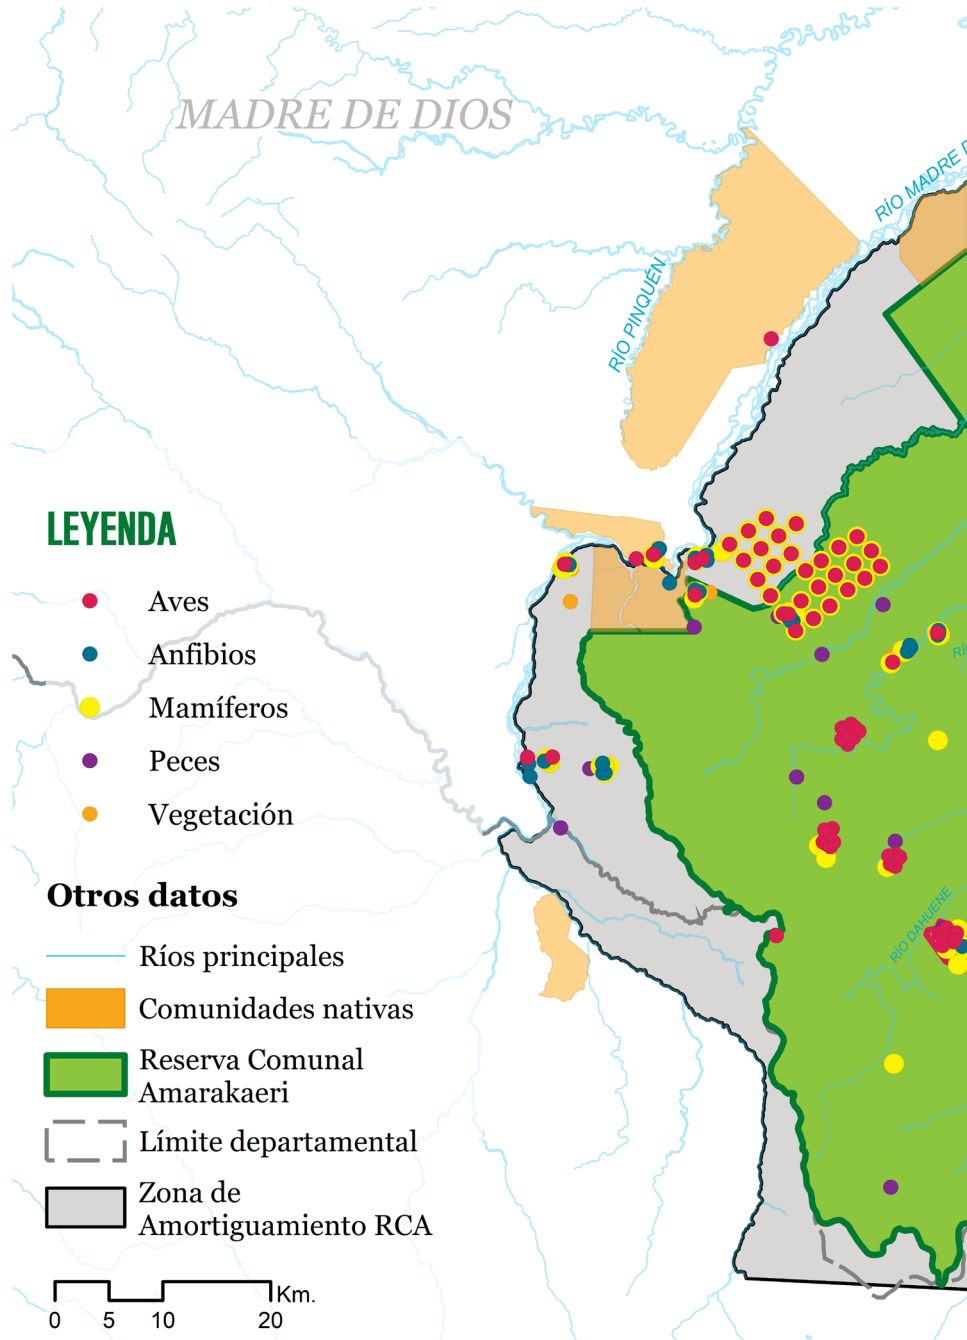 MADRE DE DIOS
RÍO MADRE D
RÍO PINQUÉN
LEYENDA
Aves
Anfibios
Mamíferos
Peces
Vegetación
RÍ
RÍO DAHUENE
Otros datos
Ríos principales
Comunidades nativas
Reserva Comunal
Amarakaeri
Límite departamental
Zona de
Amortiguamiento RCA
Km.
0 5 10 20